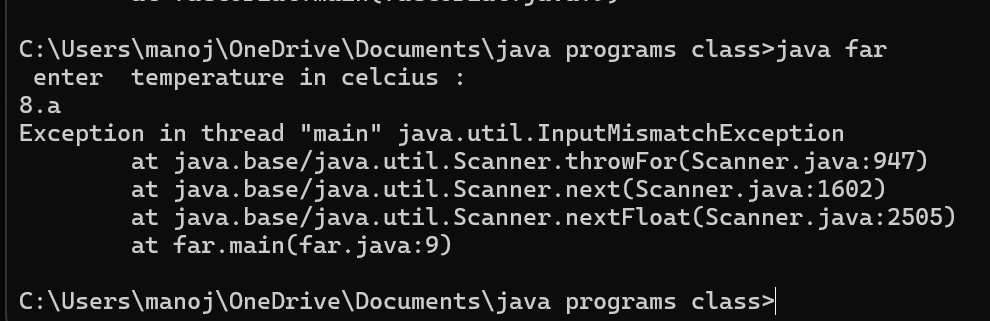 C:\Users\manoj\OneDrive\Documents\java programs class>java far
 enter  temperature in celcius :
8.a
Exception in thread "main" java.util.InputMismatchException
        at java.base/java.util.Scanner.throwFor(Scanner.java:947)
        at java.base/java.util.Scanner.next(Scanner.java:1602)
        at java.base/java.util.Scanner.nextFloat(Scanner.java:2505)
        at far.main(far.java:9)
C:\Users\manoj\OneDrive\Documents\java programs class>